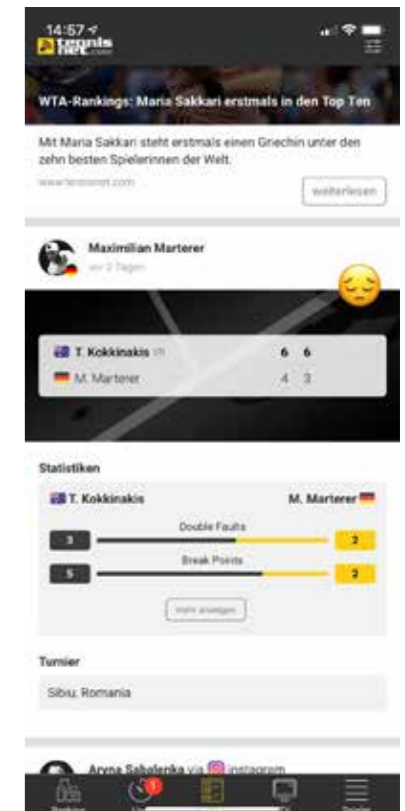 14:57
tennis
net.com
WTA-Rankings: Maria Sakkari erstmals in den Top Ten
Mit Maria Sakkari steht erstmals einen Griechin unter den
zehn besten Spielerinnen der Welt.
www.tennisnet.com
weiterlesen
Maximilian Marterer
vor 2 Tagen
T. Kokkinakis
6 6
M. Marterer
4 3
Statistiken
T. Kokkinakis
M. Marterer
Double Faults
3
2
Break Points
5
2
mehr anzeigen
Turnier
Sibiu, Romania
Aryna Sabalenka via instagram
1